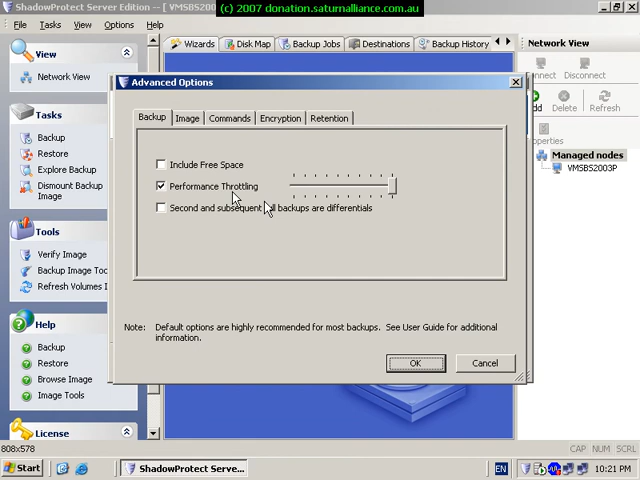 (c) 2007 donation.saturnalliance.com.au
ShadowProtect Server Edition - [ VMSBS2003
File Tasks View Options Help
Wizards Disk Map Backup Jobs Destinations Backup History
Network View
View
Network View
Tasks
Backup
Restore
Explore Backup
Dismount Backup
Image
Tools
Verify Image
Backup Image Too
Refresh Volumes I
Help
Backup
Restore
Browse Image
Image Tools
License
Advanced Options
Backup Image Commands Encryption Retention
Include Free Space
Performance Throttling
Second and subsequent all backups are differentials
Note: Default options are highly recommended for most backups. See User Guide for additional
information.
OK Cancel
nnect Disconnect
dd Delete Refresh
operties
Managed nodes
VMSBS2003P
808x578
CAP NUM SCRL
Start ShadowProtect Serve... EN 10:21 PM